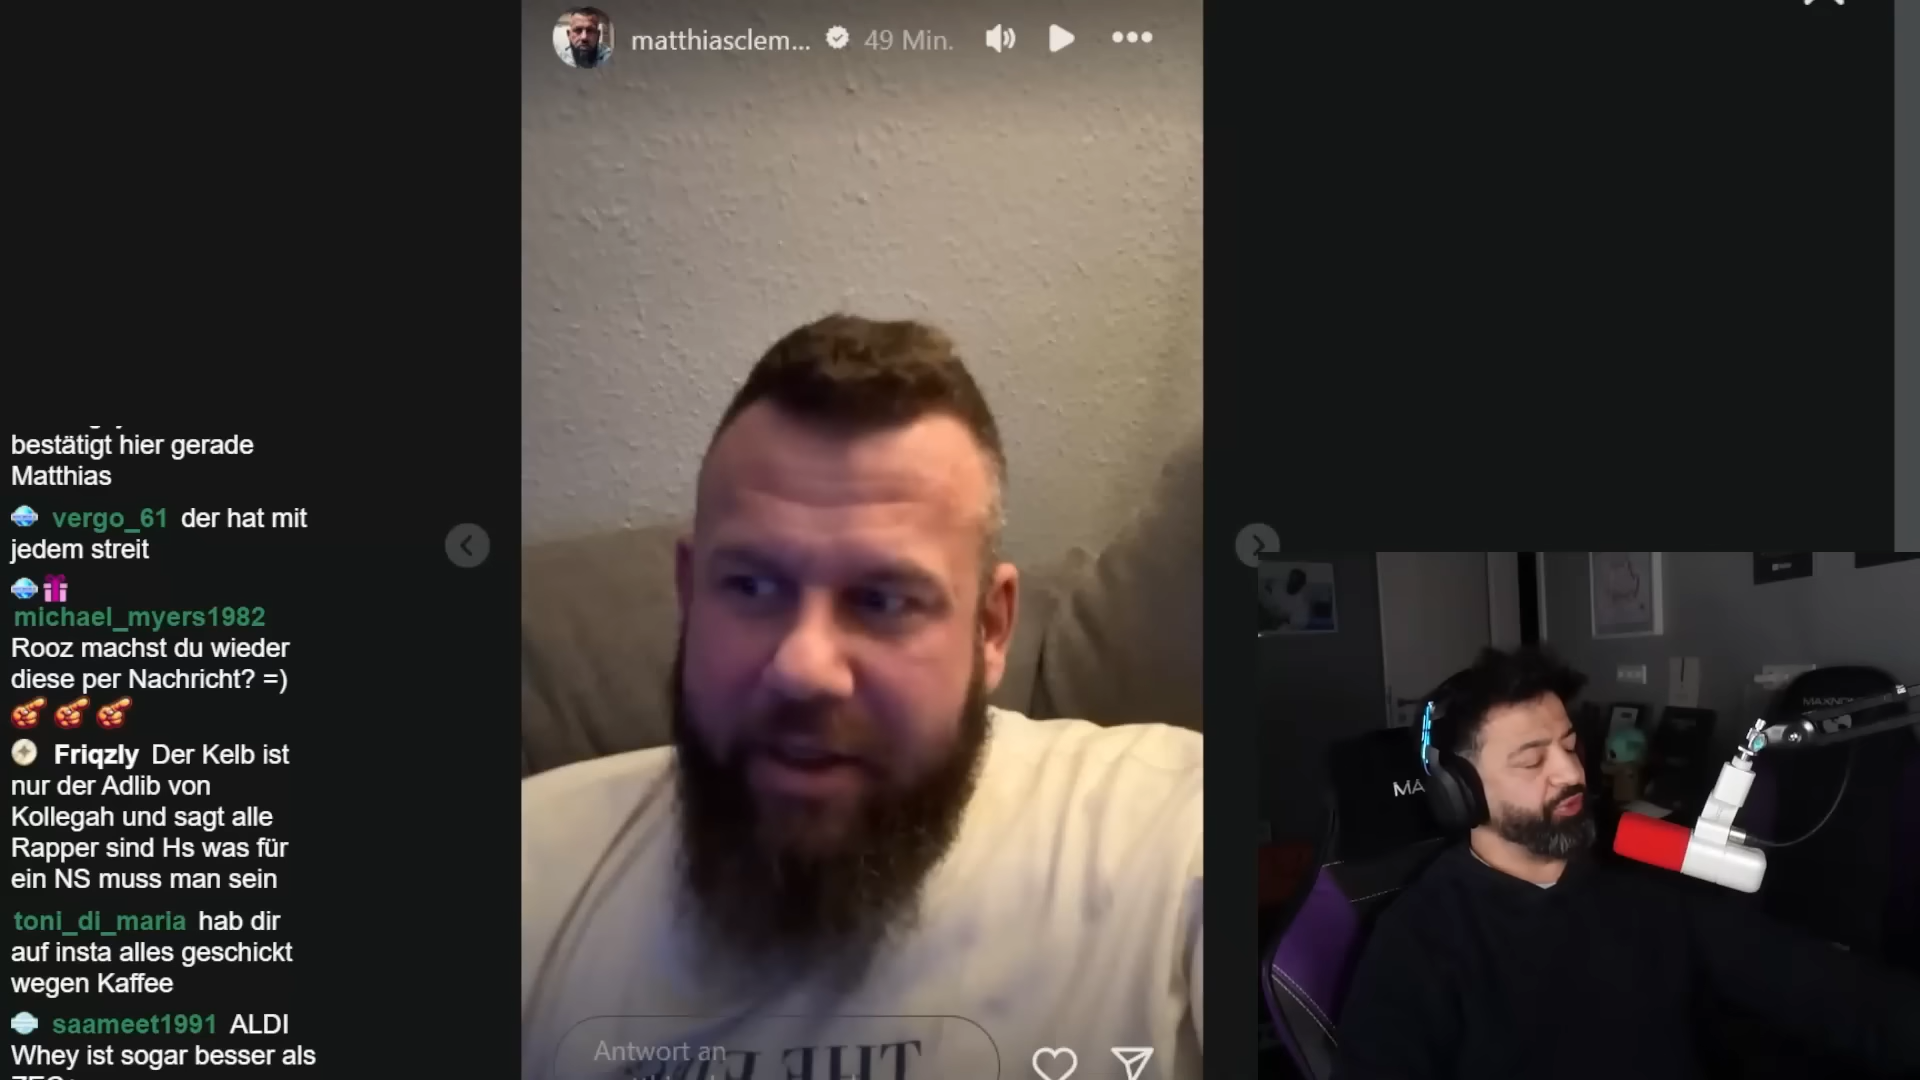 bestätigt hier gerade
Matthias
vergo_61 der hat mit
jedem streit
michael_myers1982
Rooz machst du wieder
diese per Nachricht? =)
Friqzly Der Kelb ist
nur der Adlib von
Kollegah und sagt alle
Rapper sind Hs was für
ein NS muss man sein
toni_di_maria hab dir
auf insta alles geschickt
wegen Kaffee
saameet1991 ALDI
Whey ist sogar besser als
matthiasclem... 49 Min.
Antwort an
THE
MA